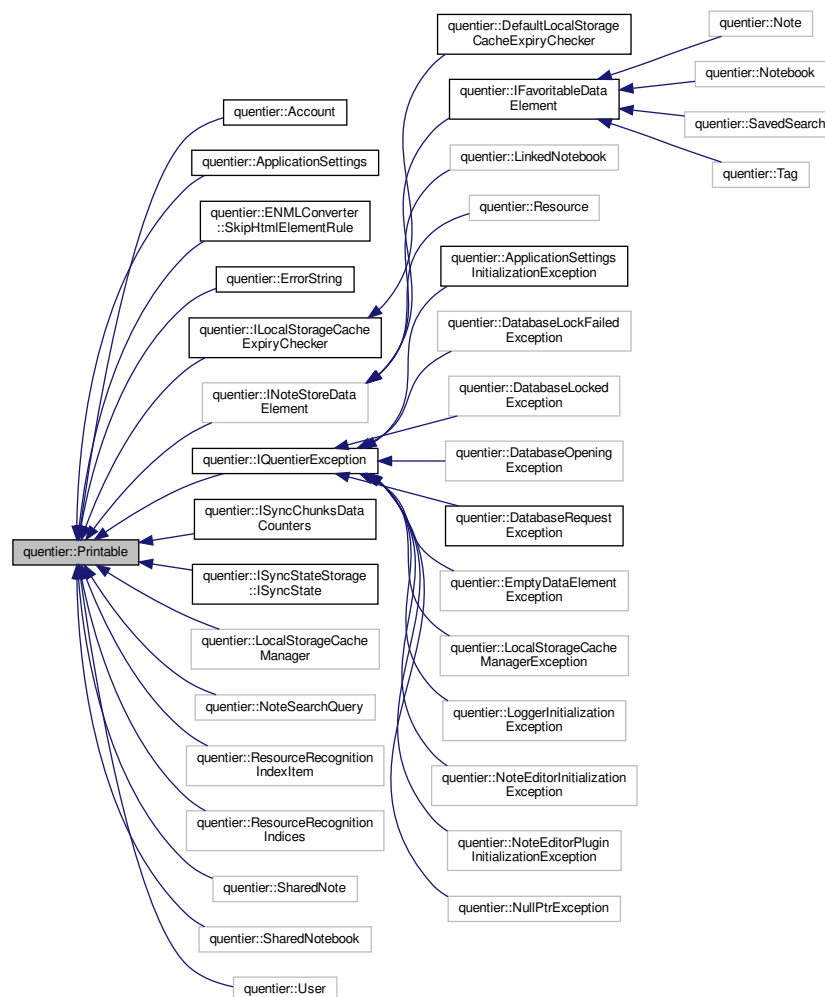 quentier::Printable
quentier::Account
quentier::ApplicationSettings
quentier::ENMLConverter
::SkipHtmlElementRule
quentier::ErrorString
quentier::ILocalStorageCache
ExpiryChecker
quentier::INoteStoreData
Element
quentier::IQuentierException
quentier::ISyncChunksData
Counters
quentier::ISyncStateStorage
::ISyncState
quentier::LocalStorageCache
Manager
quentier::NoteSearchQuery
quentier::ResourceRecognition
IndexItem
quentier::ResourceRecognition
Indices
quentier::SharedNote
quentier::SharedNotebook
quentier::User
quentier::DefaultLocalStorage
CacheExpiryChecker
quentier::IFavoritableData
Element
quentier::LinkedNotebook
quentier::Resource
quentier::ApplicationSettings
InitializationException
quentier::DatabaseLockFailed
Exception
quentier::DatabaseLocked
Exception
quentier::DatabaseOpening
Exception
quentier::DatabaseRequest
Exception
quentier::EmptyDataElement
Exception
quentier::LocalStorageCache
ManagerException
quentier::LoggerInitialization
Exception
quentier::NoteEditorInitialization
Exception
quentier::NoteEditorPlugin
InitializationException
quentier::NullPtrException
quentier::Note
quentier::Notebook
quentier::SavedSearch
quentier::Tag